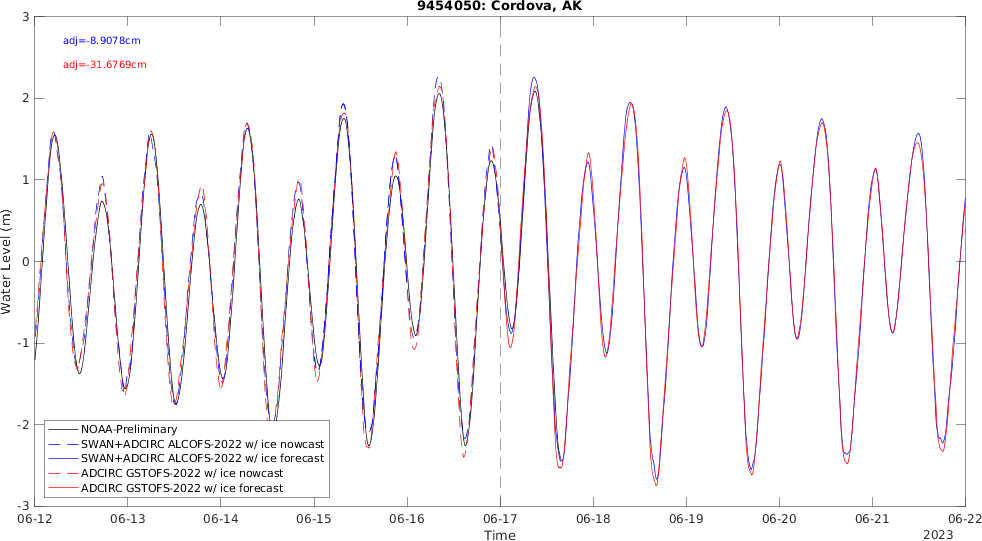 9454050: Cordova, AK
adj=-8.9078cm
adj=-31.6769cm
Water Level (m)
3
2
1
0
-1
-2
-3
NOAA-Preliminary
SWAN+ADCIRC ALCOFS-2022 w/ ice nowcast
SWAN+ADCIRC ALCOFS-2022 w/ ice forecast
ADCIRC GSTOFS-2022 w/ ice nowcast
ADCIRC GSTOFS-2022 w/ ice forecast
06-12 06-13 06-14 06-15 06-16 06-17 06-18 06-19 06-20 06-21 06-22
Time
2023